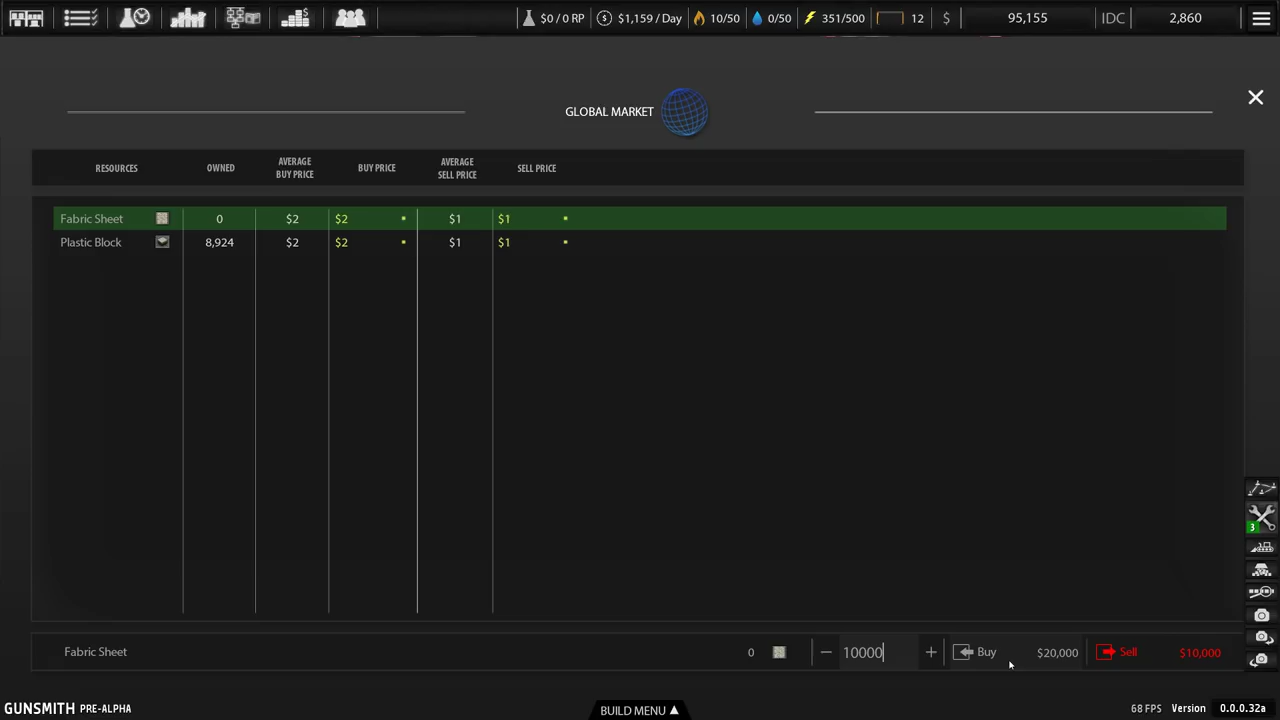 $0/0 RP $1,159 / Day 10/50 0/50 351/500 12 $ 95,155 IDC 2,860
GLOBAL MARKET
RESOURCES OWNED AVERAGE BUY PRICE BUY PRICE AVERAGE SELL PRICE SELL PRICE
Fabric Sheet 0 $2 $2 $1 $1
Plastic Block 8,924 $2 $2 $1 $1
3
Fabric Sheet 0 10000 Buy $20,000 Sell $10,000
GUNSMITH PRE-ALPHA BUILD MENU 68 FPS Version 0.0.0.32a